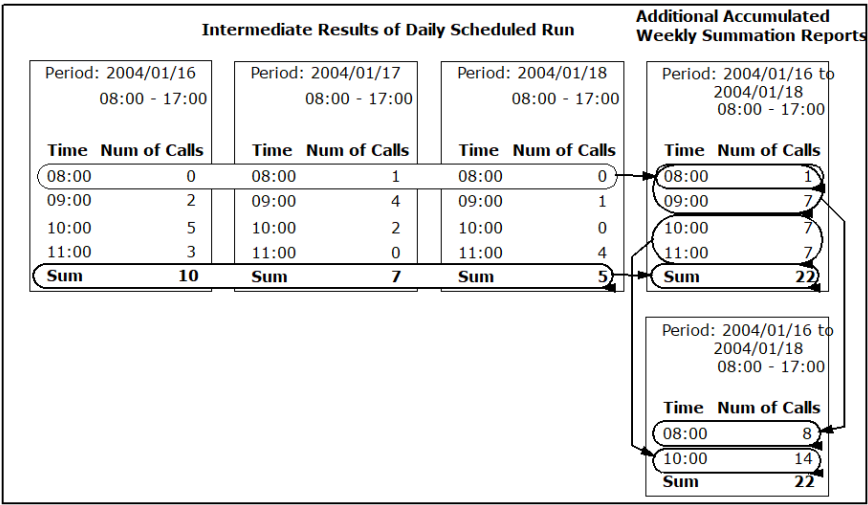 Intermediate Results of Daily Scheduled Run
Additional Accumulated
Weekly Summation Reports
Period: 2004/01/16
08:00 - 17:00
Time Num of Calls
08:00 0
09:00 2
10:00 5
11:00 3
Sum 10
Period: 2004/01/17
08:00 - 17:00
Time Num of Calls
08:00 1
09:00 4
10:00 2
11:00 0
Sum 7
Period: 2004/01/18
08:00 - 17:00
Time Num of Calls
08:00 0
09:00 1
10:00 0
11:00 4
Sum 5
Period: 2004/01/16 to
2004/01/18
08:00 - 17:00
Time Num of Calls
08:00 1
09:00 7
10:00 7
11:00 7
Sum 22
Period: 2004/01/16 to
2004/01/18
08:00 - 17:00
Time Num of Calls
08:00 8
10:00 14
Sum 22